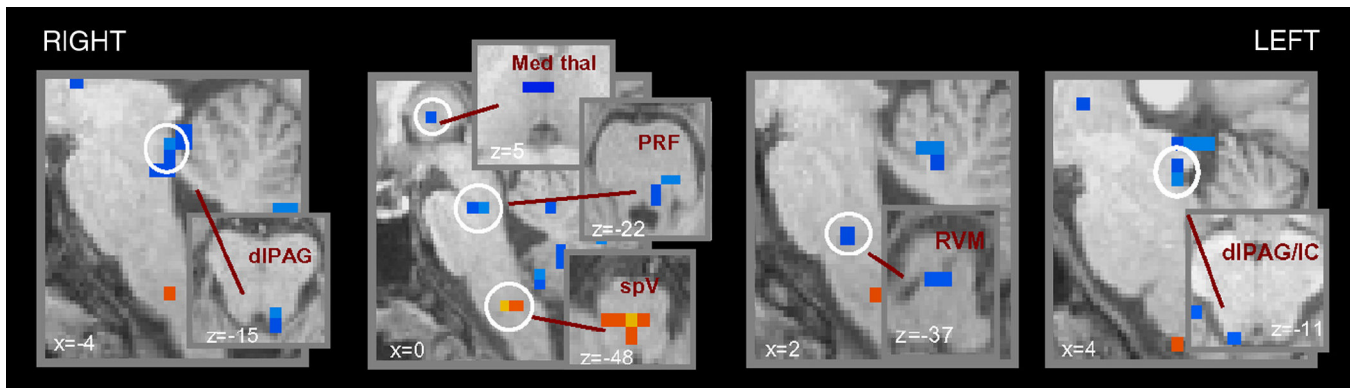 RIGHT
LEFT
dlPAG
z=-15
x=-4
Med thal
z=5
PRF
z=-22
spV
z=-48
x=0
RVM
z=-37
x=2
dlPAG/IC
z=-11
x=4